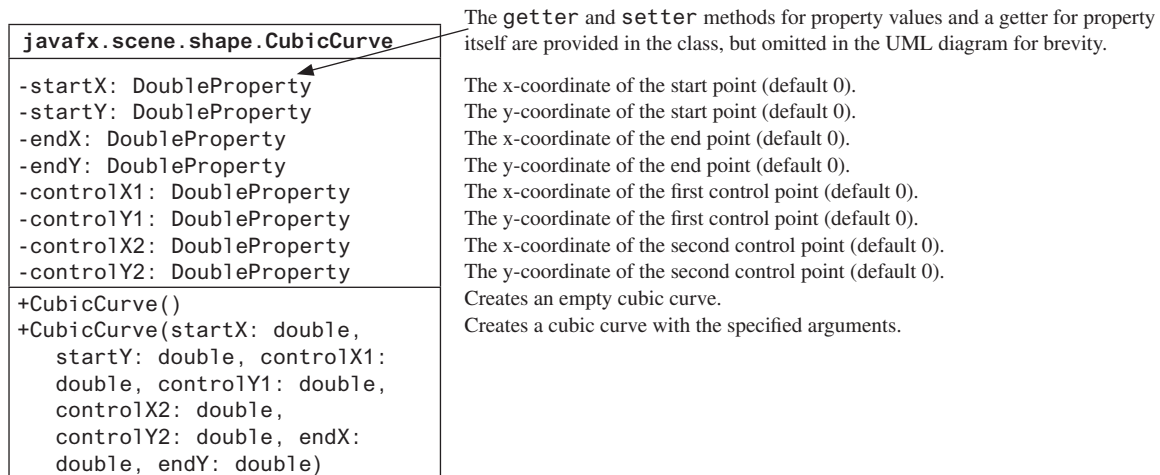 The getter and setter methods for property values and a getter for property
itself are provided in the class, but omitted in the UML diagram for brevity.
javafx.scene.shape.CubicCurve
-startX: DoubleProperty
The x-coordinate of the start point (default 0).
-startY: DoubleProperty
The y-coordinate of the start point (default 0).
-endX: DoubleProperty
The x-coordinate of the end point (default 0).
-endY: DoubleProperty
The y-coordinate of the end point (default 0).
-controlX1: DoubleProperty
The x-coordinate of the first control point (default 0).
-controlY1: DoubleProperty
The y-coordinate of the first control point (default 0).
-controlX2: DoubleProperty
The x-coordinate of the second control point (default 0).
-controlY2: DoubleProperty
The y-coordinate of the second control point (default 0).
+CubicCurve()
Creates an empty cubic curve.
+CubicCurve(startX: double,
Creates a cubic curve with the specified arguments.
startY: double, controlX1:
double, controlY1: double,
controlX2: double,
controlY2: double, endX:
double, endY: double)